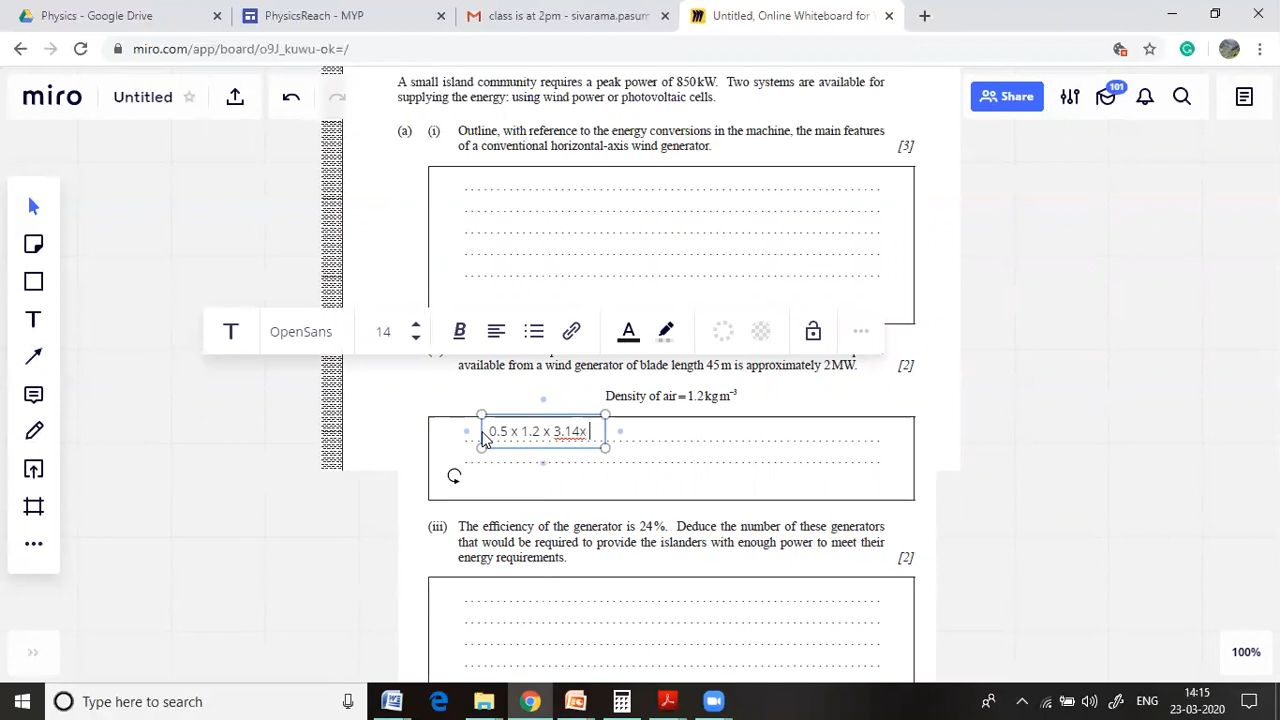 Physics - Google Drive
PhysicsReach - MYP
class is at 2pm - sivarama.pasum
Untitled, Online Whiteboard for
miro.com/app/board/o9J_kuwu-ok=/
miro
Untitled
Share
101
A small island community requires a peak power of 850 kW. Two systems are available for
supplying the energy: using wind power or photovoltaic cells.
(a) (i) Outline, with reference to the energy conversions in the machine, the main features
of a conventional horizontal-axis wind generator. [3]
T OpenSans 14 B A
available from a wind generator of blade length 45 m is approximately 2 MW. [2]
Density of air = 1.2 kg m⁻³
0.5 x 1.2 x 3.14x
(iii) The efficiency of the generator is 24%. Deduce the number of these generators
that would be required to provide the islanders with enough power to meet their
energy requirements. [2]
100%
Type here to search
ENG
14:15
23-03-2020